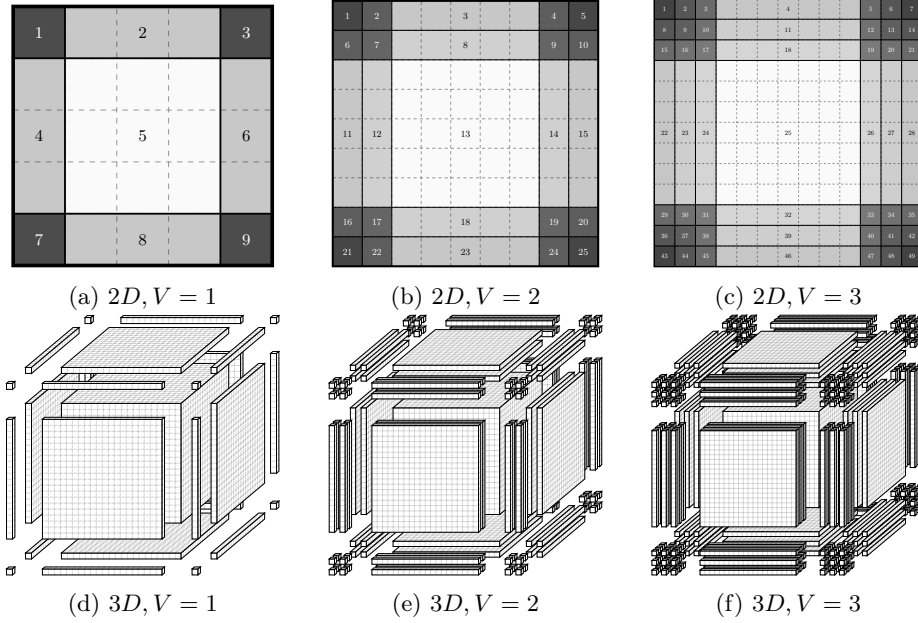 1 2 3
4 5 6
7 8 9
1 2 3 4 5
6 7 8 9 10
11 12 13 14 15
16 17 18 19 20
21 22 23 24 25
1 2 3 4 5 6 7
8 9 10 11 12 13 14
15 16 17 18 19 20 21
22 23 24 25 26 27 28
29 30 31 32 33 34 35
36 37 38 39 40 41 42
43 44 45 46 47 48 49
(a) 2D, V = 1
(b) 2D, V = 2
(c) 2D, V = 3
(d) 3D, V = 1
(e) 3D, V = 2
(f) 3D, V = 3